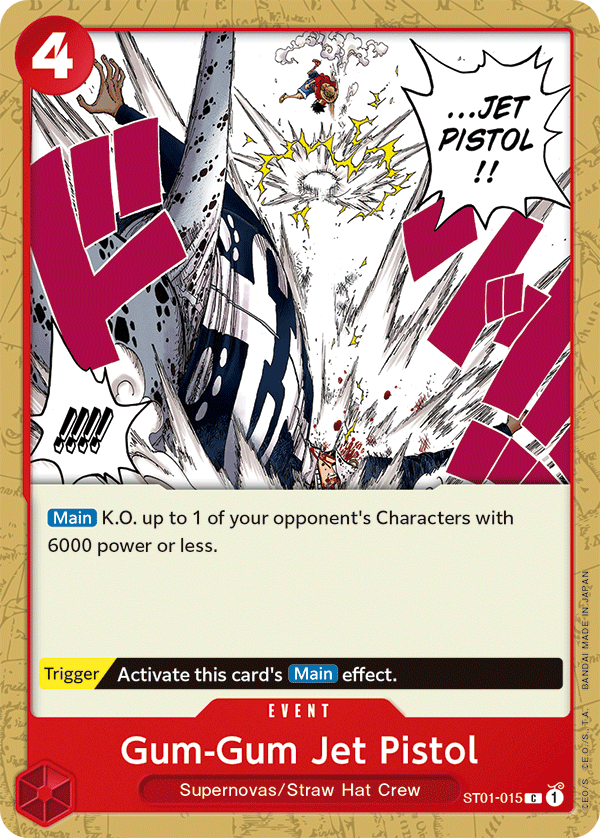 4
...JET
PISTOL
!!
ドン!!
!!!!!
Main K.O. up to 1 of your opponent's Characters with
6000 power or less.
Trigger Activate this card's Main effect.
EVENT
Gum-Gum Jet Pistol
Supernovas/Straw Hat Crew
ST01-015 C 1
©E.O./S. ©E.O./S.,T.A. BANDAI MADE IN JAPAN